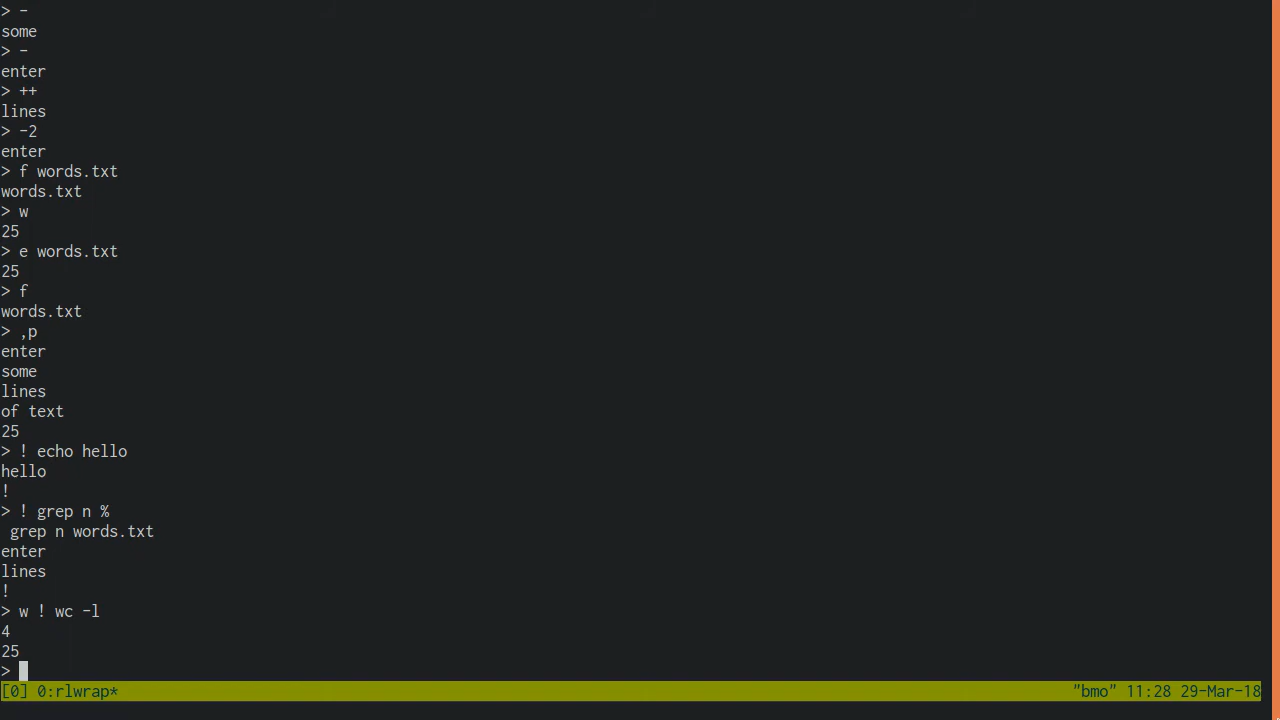 > -
some
> -
enter
> ++
lines
> -2
enter
> f words.txt
words.txt
> w
25
> e words.txt
25
> f
words.txt
> ,p
enter
some
lines
of text
25
> ! echo hello
hello
!
> ! grep n %
 grep n words.txt
enter
lines
!
> w ! wc -l
4
25
>
[0] 0:rlwrap* "bmo" 11:28 29-Mar-18